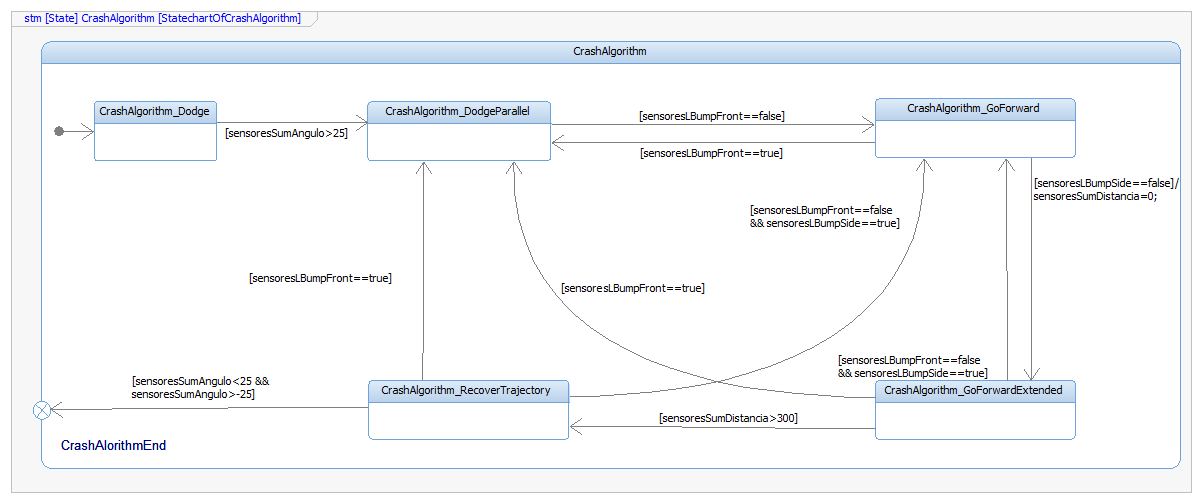 stm [State] CrashAlgorithm [StatechartOfCrashAlgorithm]
CrashAlgorithm
CrashAlgorithm_Dodge
CrashAlgorithm_DodgeParallel
CrashAlgorithm_GoForward
[sensoresLBumpFront==false]
[sensoresSumAngulo>25]
[sensoresLBumpFront==true]
[sensoresLBumpSide==false]/
sensoresSumDistancia=0;
[sensoresLBumpFront==false
&& sensoresLBumpSide==true]
[sensoresLBumpFront==true]
[sensoresLBumpFront==true]
[sensoresLBumpFront==false
&& sensoresLBumpSide==true]
[sensoresSumAngulo<25 &&
sensoresSumAngulo>-25]
CrashAlgorithm_RecoverTrajectory
CrashAlgorithm_GoForwardExtended
[sensoresSumDistancia>300]
CrashAlorithmEnd